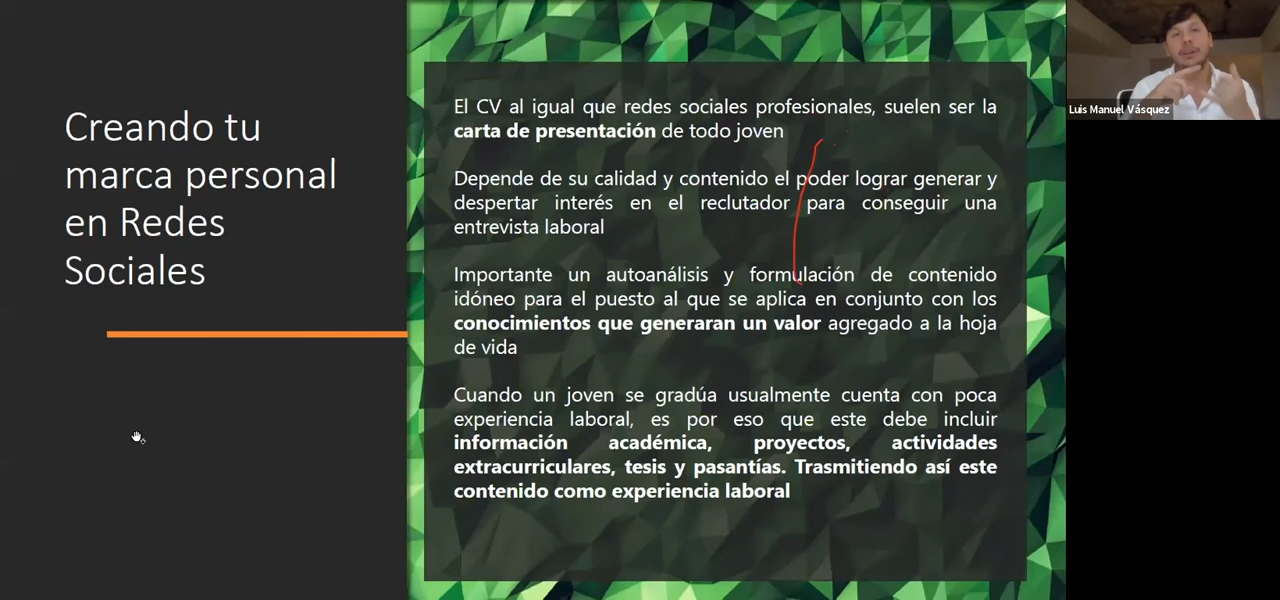 Creando tu
marca personal
en Redes
Sociales
El CV al igual que redes sociales profesionales, suelen ser la
carta de presentación de todo joven
Depende de su calidad y contenido el poder lograr generar y
despertar interés en el reclutador para conseguir una
entrevista laboral
Importante un autoanálisis y formulación de contenido
idóneo para el puesto al que se aplica en conjunto con los
conocimientos que generaran un valor agregado a la hoja
de vida
Cuando un joven se gradúa usualmente cuenta con poca
experiencia laboral, es por eso que este debe incluir
información académica, proyectos, actividades
extracurriculares, tesis y pasantías. Trasmitiendo así este
contenido como experiencia laboral
Luis Manuel Vásquez